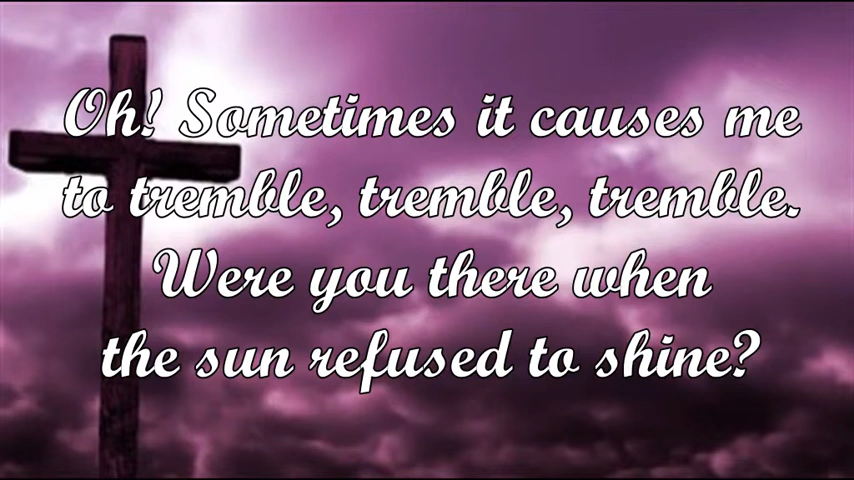 Oh! Sometimes it causes me
to tremble, tremble, tremble.
Were you there when
the sun refused to shine?